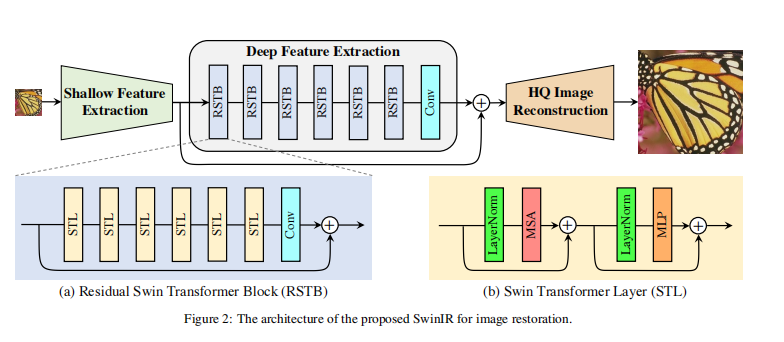 Deep Feature Extraction
Shallow Feature
Extraction
RSTB
RSTB
RSTB
RSTB
RSTB
RSTB
Conv
+
HQ Image
Reconstruction
STL
STL
STL
STL
STL
STL
Conv
+
LayerNorm
MSA
+
LayerNorm
MLP
+
(a) Residual Swin Transformer Block (RSTB)
(b) Swin Transformer Layer (STL)
Figure 2: The architecture of the proposed SwinIR for image restoration.